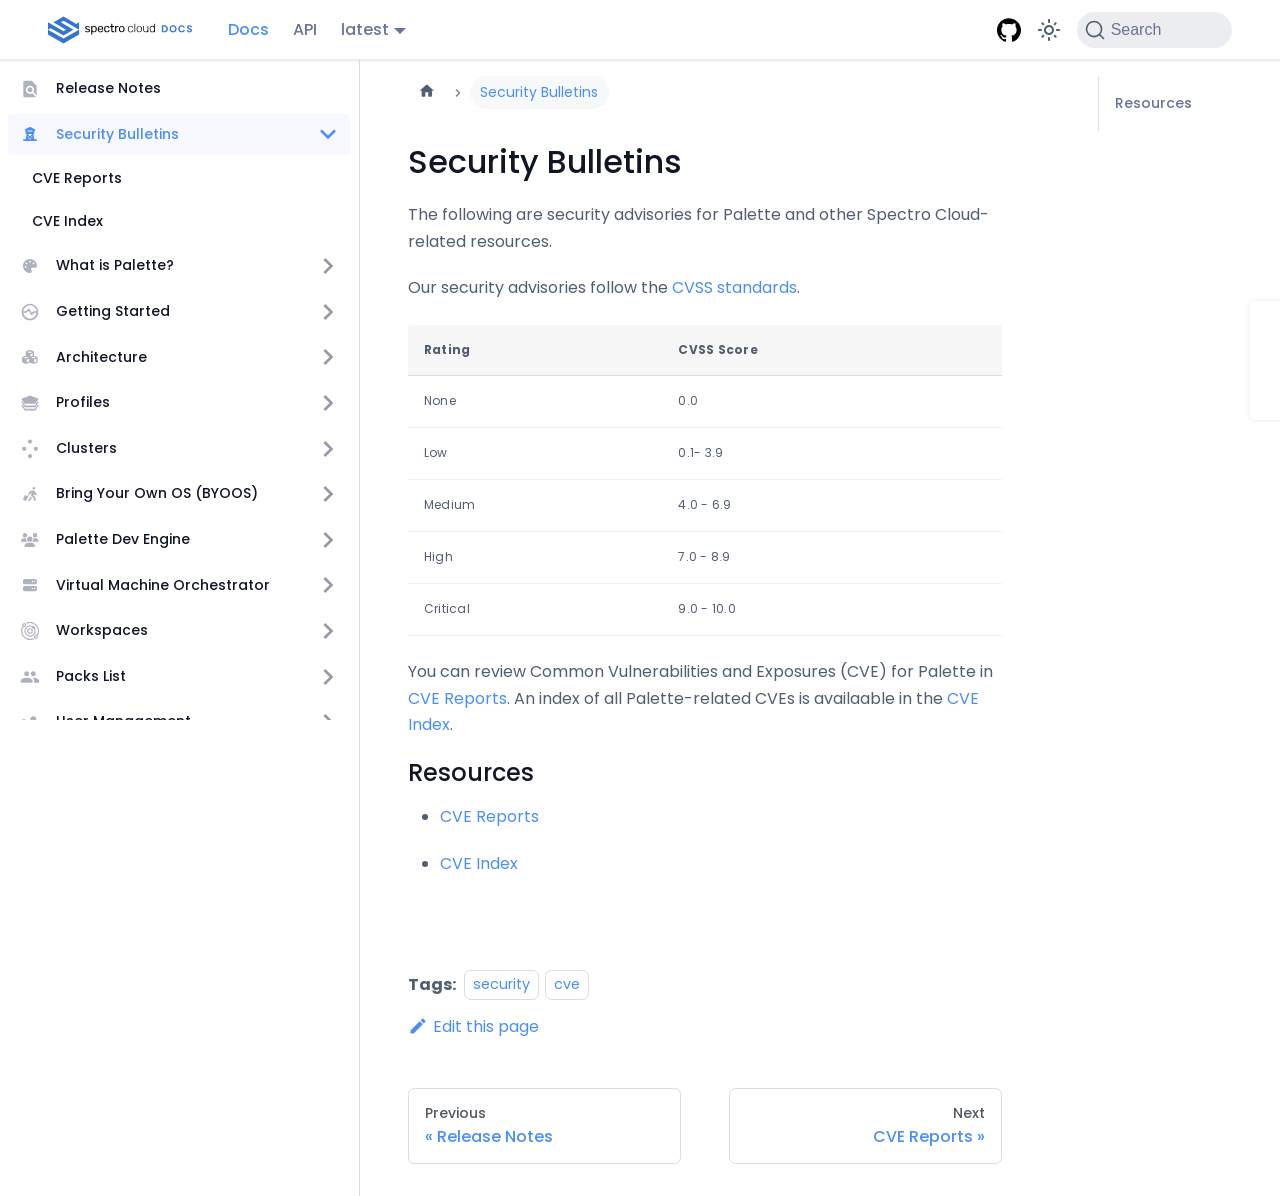 spectro cloud DOCS
Docs
API
latest
Search
Release Notes
Security Bulletins
CVE Reports
CVE Index
What is Palette?
Getting Started
Architecture
Profiles
Clusters
Bring Your Own OS (BYOOS)
Palette Dev Engine
Virtual Machine Orchestrator
Workspaces
Packs List
User Management
Security Bulletins
Security Bulletins
The following are security advisories for Palette and other Spectro Cloud-
related resources.
Our security advisories follow the CVSS standards.
Rating CVSS Score
None 0.0
Low 0.1- 3.9
Medium 4.0 - 6.9
High 7.0 - 8.9
Critical 9.0 - 10.0
You can review Common Vulnerabilities and Exposures (CVE) for Palette in
CVE Reports. An index of all Palette-related CVEs is availaable in the CVE
Index.
Resources
CVE Reports
CVE Index
Tags: security cve
Edit this page
Previous
« Release Notes
Next
CVE Reports »
Resources